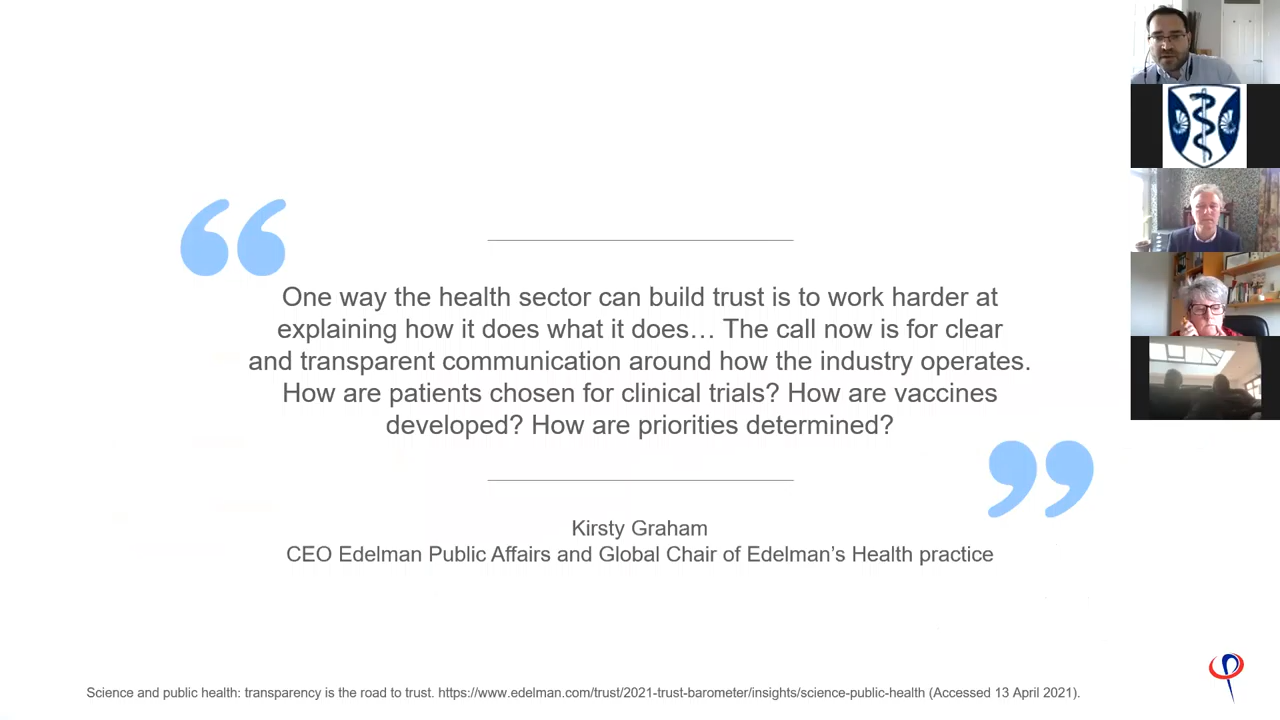 One way the health sector can build trust is to work harder at
explaining how it does what it does… The call now is for clear
and transparent communication around how the industry operates.
How are patients chosen for clinical trials? How are vaccines
developed? How are priorities determined?
Kirsty Graham
CEO Edelman Public Affairs and Global Chair of Edelman’s Health practice
Science and public health: transparency is the road to trust. https://www.edelman.com/trust/2021-trust-barometer/insights/science-public-health (Accessed 13 April 2021).